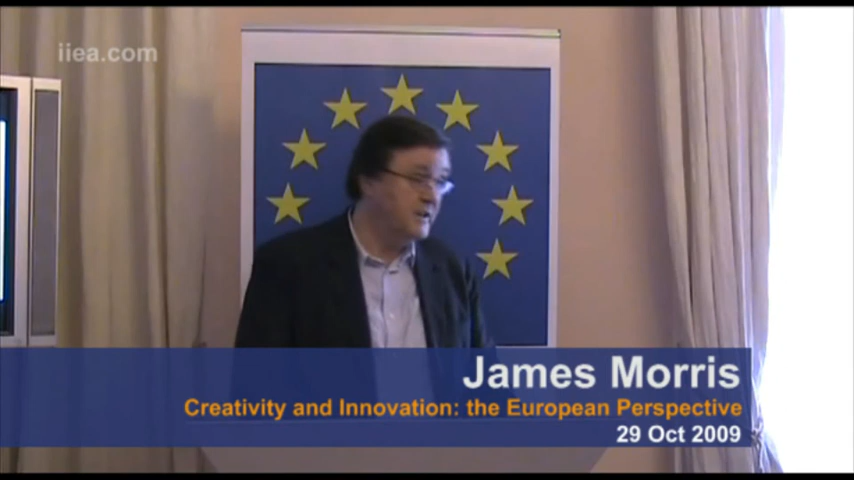 iiea.com
James Morris
Creativity and Innovation: the European Perspective
29 Oct 2009